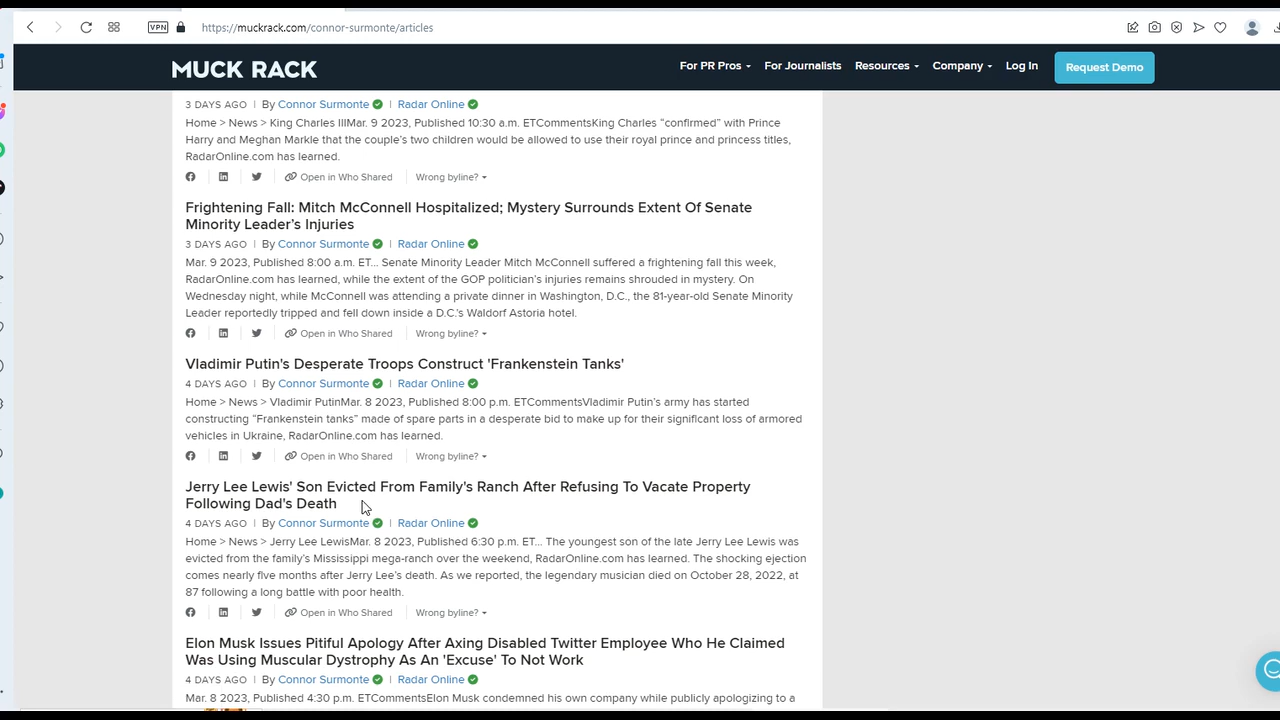 VPN
https://muckrack.com/connor-surmonte/articles
MUCK RACK
For PR Pros
For Journalists
Resources
Company
Log In
Request Demo
3 DAYS AGO | By Connor Surmonte | Radar Online
Home > News > King Charles IIIMar. 9 2023, Published 10:30 a.m. ETCommentsKing Charles “confirmed” with Prince
Harry and Meghan Markle that the couple’s two children would be allowed to use their royal prince and princess titles,
RadarOnline.com has learned.
Open in Who Shared
Wrong byline?
Frightening Fall: Mitch McConnell Hospitalized; Mystery Surrounds Extent Of Senate
Minority Leader’s Injuries
3 DAYS AGO | By Connor Surmonte | Radar Online
Mar. 9 2023, Published 8:00 a.m. ET... Senate Minority Leader Mitch McConnell suffered a frightening fall this week,
RadarOnline.com has learned, while the extent of the GOP politician’s injuries remains shrouded in mystery. On
Wednesday night, while McConnell was attending a private dinner in Washington, D.C., the 81-year-old Senate Minority
Leader reportedly tripped and fell down inside a D.C.’s Waldorf Astoria hotel.
Open in Who Shared
Wrong byline?
Vladimir Putin's Desperate Troops Construct 'Frankenstein Tanks'
4 DAYS AGO | By Connor Surmonte | Radar Online
Home > News > Vladimir PutinMar. 8 2023, Published 8:00 p.m. ETCommentsVladimir Putin’s army has started
constructing “Frankenstein tanks” made of spare parts in a desperate bid to make up for their significant loss of armored
vehicles in Ukraine, RadarOnline.com has learned.
Open in Who Shared
Wrong byline?
Jerry Lee Lewis' Son Evicted From Family's Ranch After Refusing To Vacate Property
Following Dad's Death
4 DAYS AGO | By Connor Surmonte | Radar Online
Home > News > Jerry Lee LewisMar. 8 2023, Published 6:30 p.m. ET... The youngest son of the late Jerry Lee Lewis was
evicted from the family’s Mississippi mega-ranch over the weekend, RadarOnline.com has learned. The shocking ejection
comes nearly five months after Jerry Lee’s death. As we reported, the legendary musician died on October 28, 2022, at
87 following a long battle with poor health.
Open in Who Shared
Wrong byline?
Elon Musk Issues Pitiful Apology After Axing Disabled Twitter Employee Who He Claimed
Was Using Muscular Dystrophy As An 'Excuse' To Not Work
4 DAYS AGO | By Connor Surmonte | Radar Online
Mar. 8 2023, Published 4:30 p.m. ETCommentsElon Musk condemned his own company while publicly apologizing to a